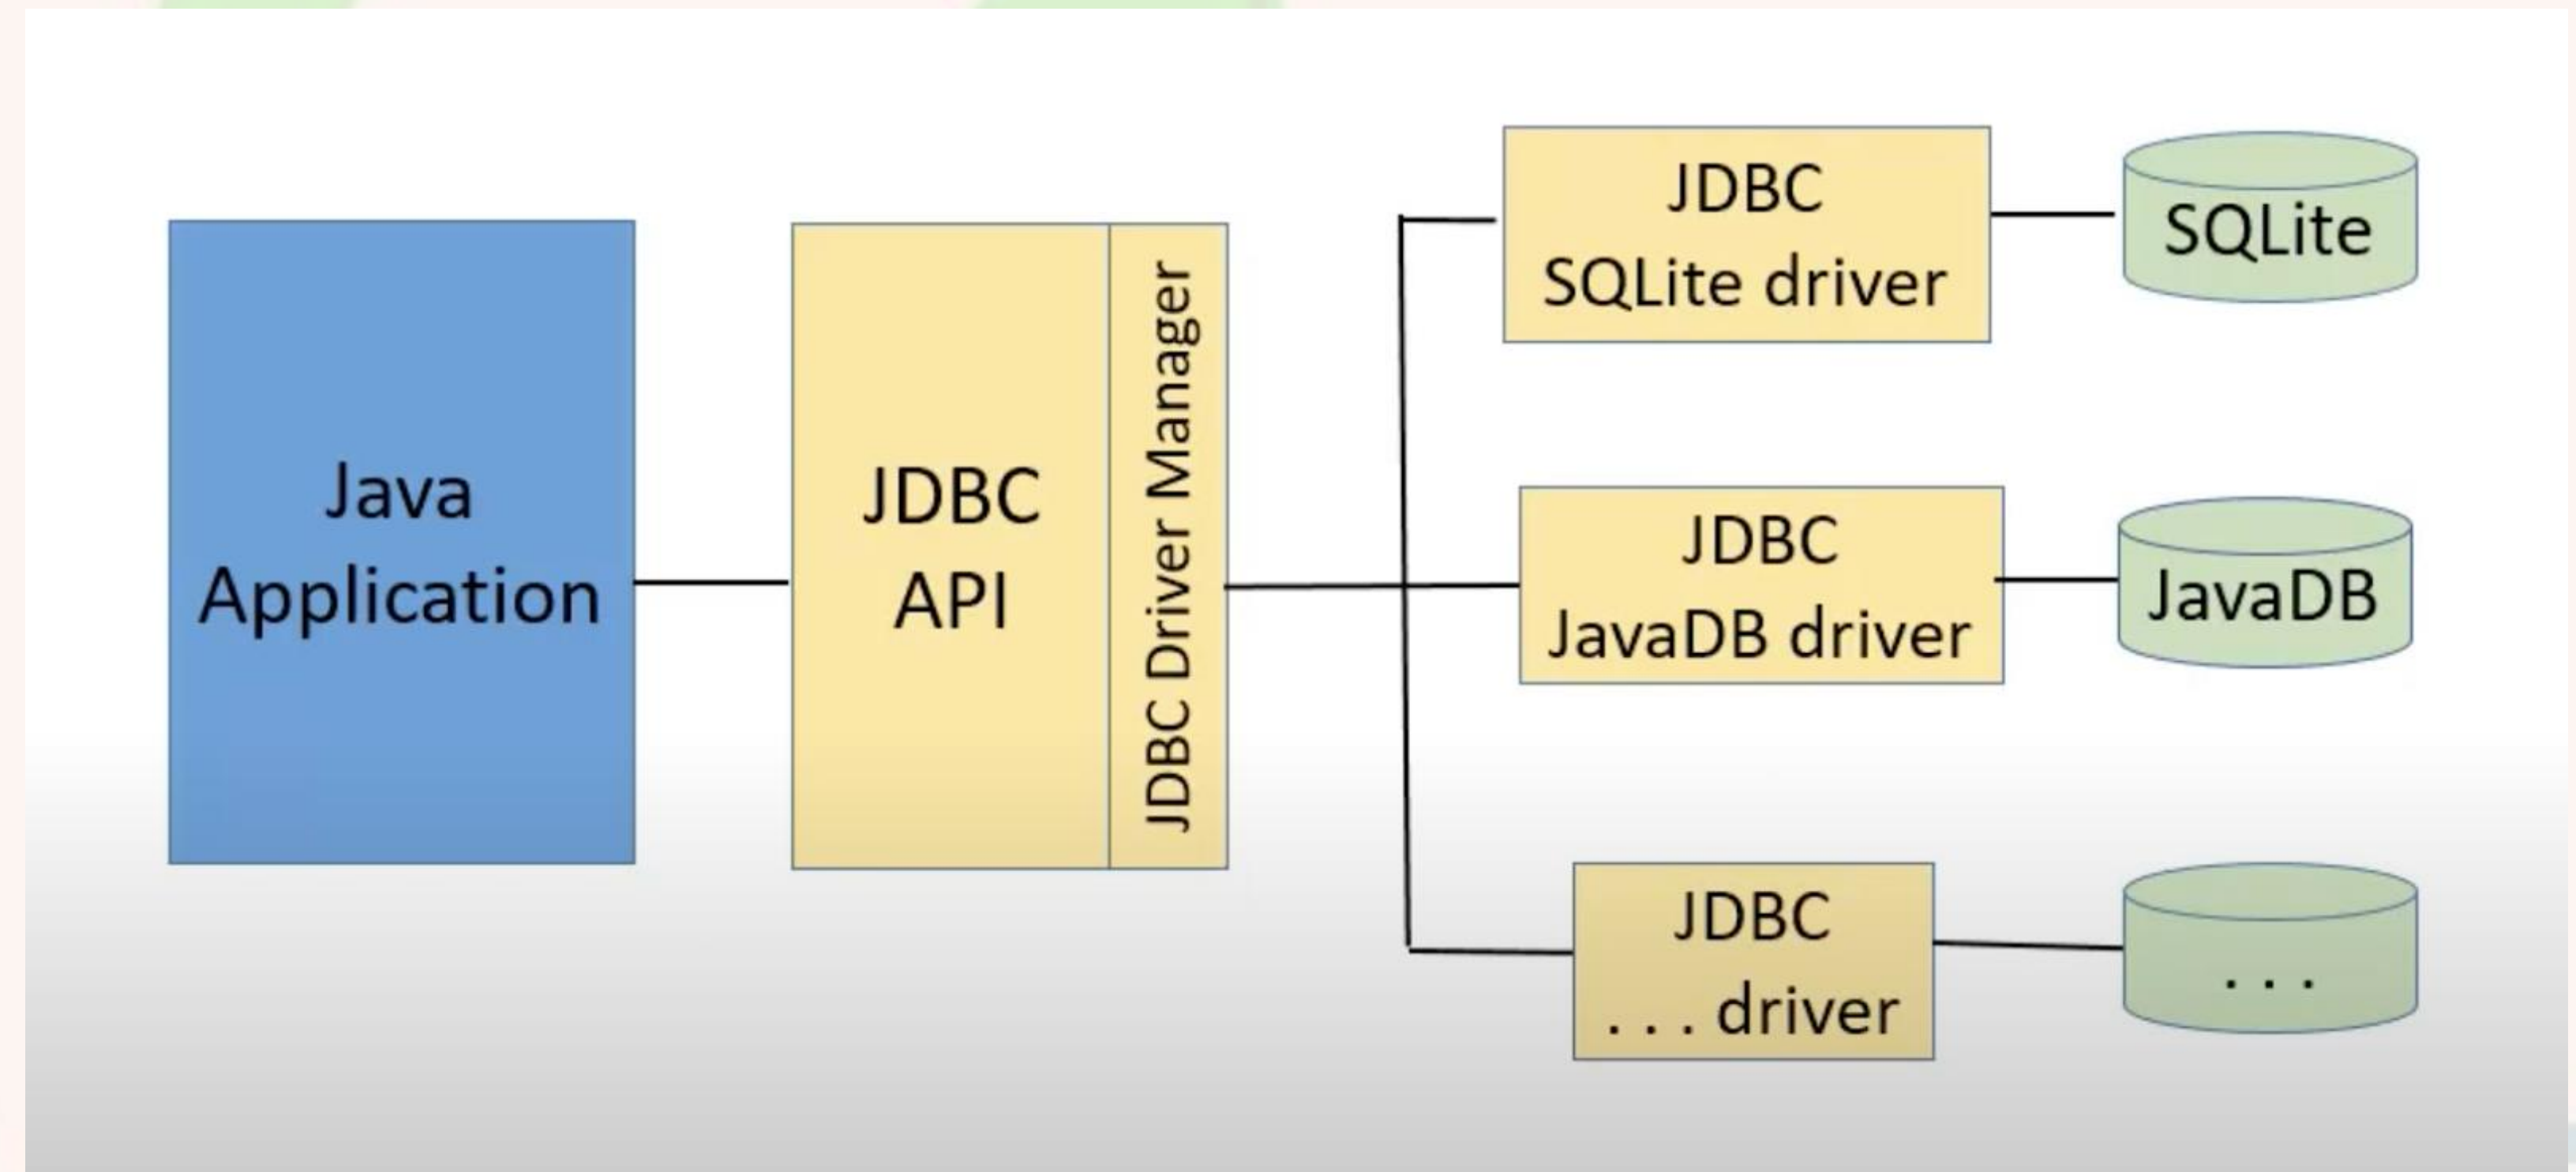 Java
Application
JDBC
API
JDBC Driver Manager
JDBC
SQLite driver
SQLite
JDBC
JavaDB driver
JavaDB
JDBC
. . . driver
. . .